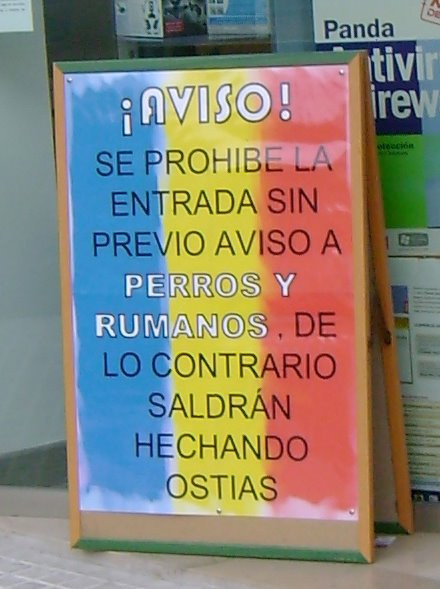 ¡AVISO!
SE PROHIBE LA
ENTRADA SIN
PREVIO AVISO A
PERROS Y
RUMANOS, DE
LO CONTRARIO
SALDRÁN
HECHANDO
OSTIAS
Panda